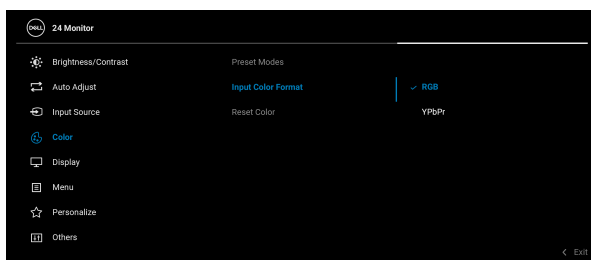 DELL 24 Monitor
Brightness/Contrast Preset Modes
Auto Adjust Input Color Format RGB
Input Source Reset Color YPbPr
Color
Display
Menu
Personalize
Others
Exit